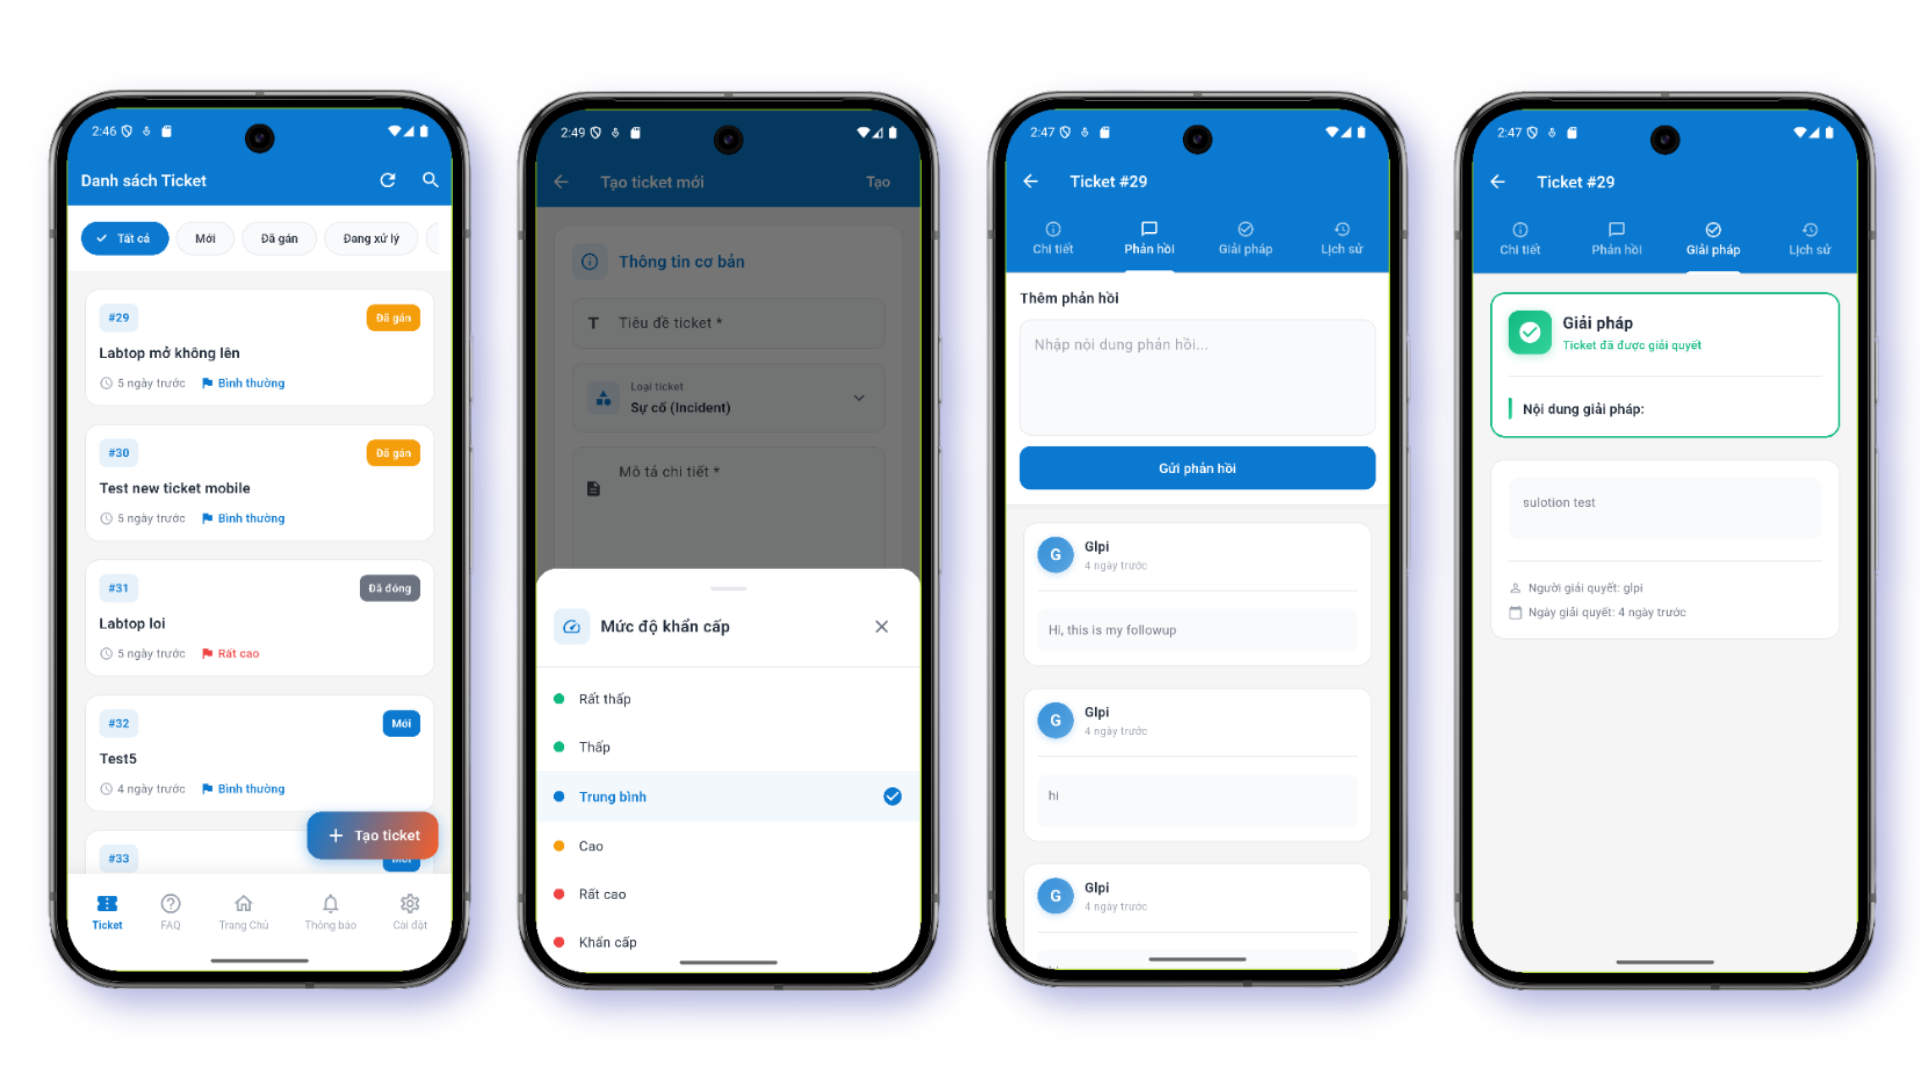 2:46
Danh sách Ticket
Tất cả
Mới
Đã gán
Đang xử lý
#29
Đã gán
Labtop mở không lên
5 ngày trước
Bình thường
#30
Đã gán
Test new ticket mobile
5 ngày trước
Bình thường
#31
Đã đóng
Labtop loi
5 ngày trước
Rất cao
#32
Mới
Test5
4 ngày trước
Bình thường
Tạo ticket
#33
Mới
Ticket
FAQ
Trang Chủ
Thông báo
Cài đặt
2:49
Tạo ticket mới
Tạo
Thông tin cơ bản
Tiêu đề ticket *
Loại ticket
Sự cố (Incident)
Mô tả chi tiết *
Mức độ khẩn cấp
Rất thấp
Thấp
Trung bình
Cao
Rất cao
Khẩn cấp
2:47
Ticket #29
Chi tiết
Phản hồi
Giải pháp
Lịch sử
Thêm phản hồi
Nhập nội dung phản hồi...
Gửi phản hồi
G
Glpi
4 ngày trước
Hi, this is my followup
G
Glpi
4 ngày trước
hi
G
Glpi
4 ngày trước
2:47
Ticket #29
Chi tiết
Phản hồi
Giải pháp
Lịch sử
Giải pháp
Ticket đã được giải quyết
Nội dung giải pháp:
sulotion test
Người giải quyết: glpi
Ngày giải quyết: 4 ngày trước